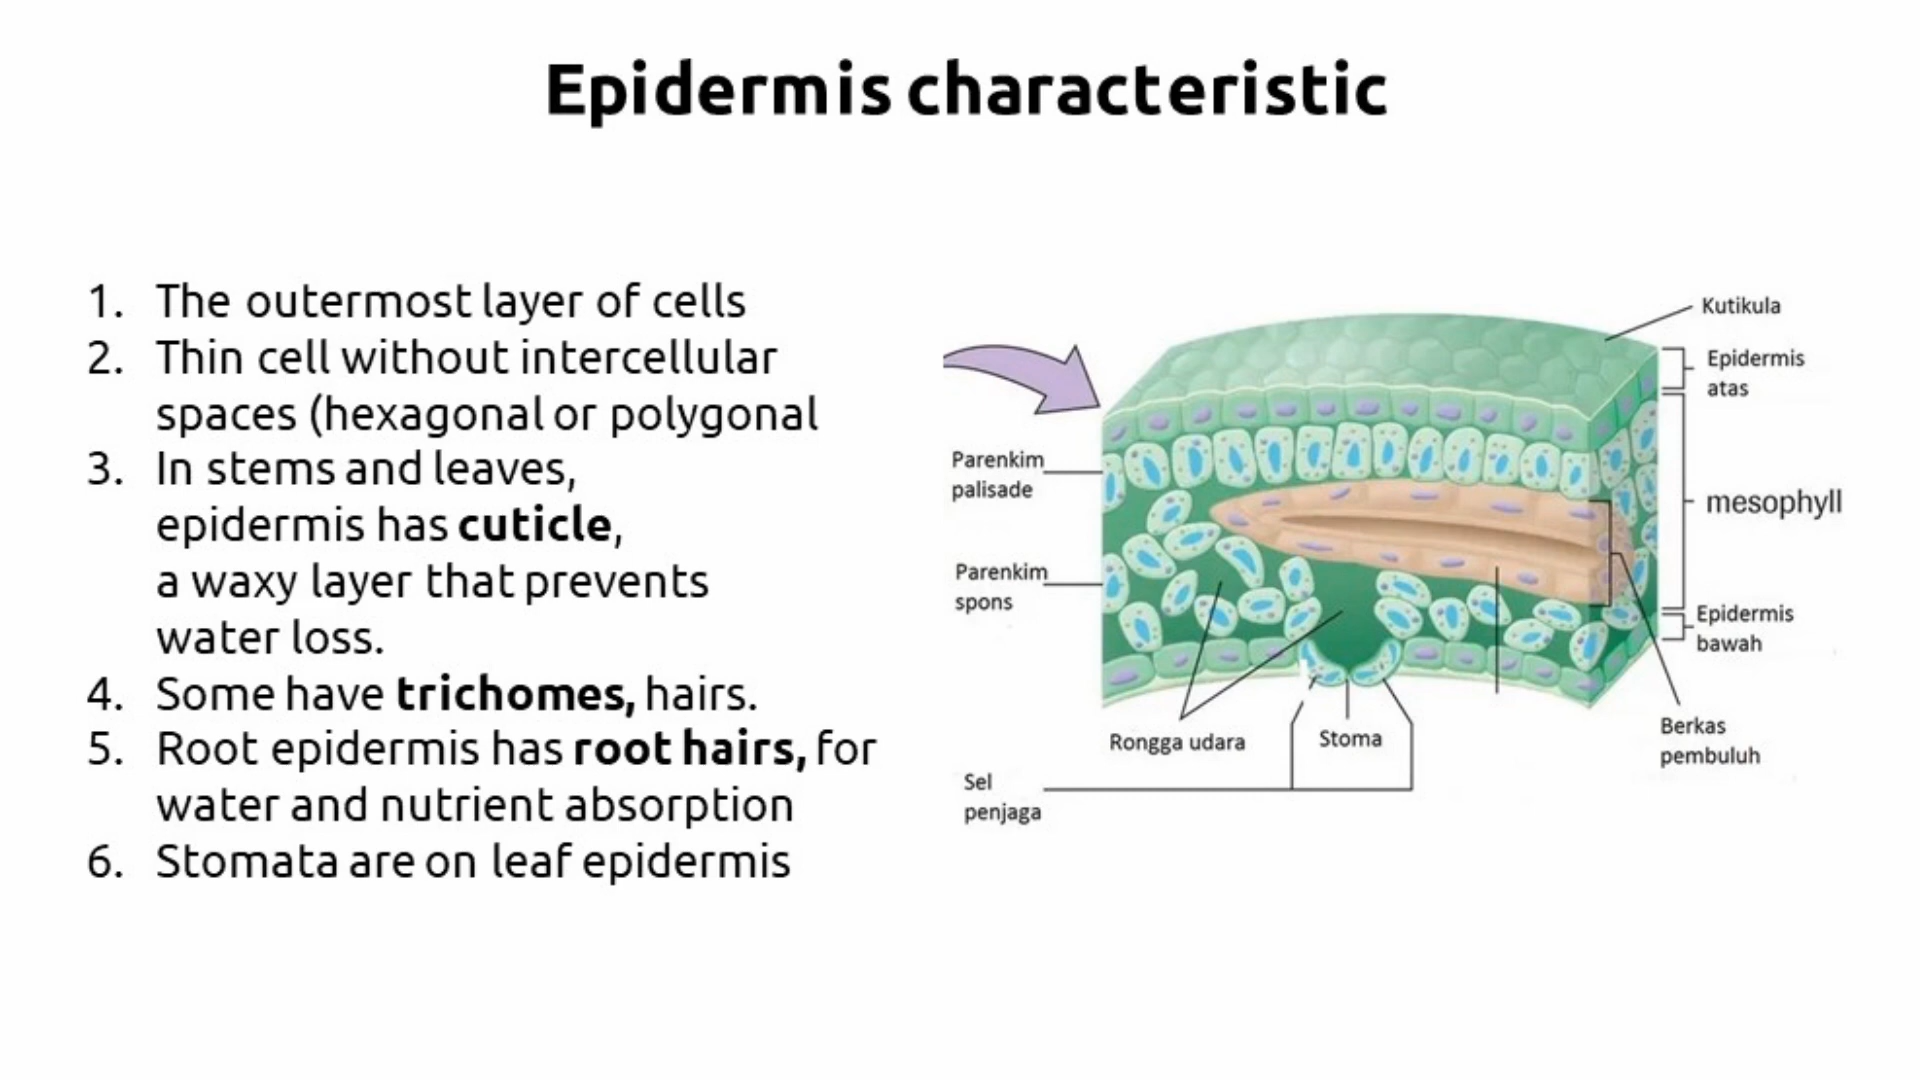 Epidermis characteristic
1. The outermost layer of cells
2. Thin cell without intercellular
spaces (hexagonal or polygonal
3. In stems and leaves,
epidermis has cuticle,
a waxy layer that prevents
water loss.
4. Some have trichomes, hairs.
5. Root epidermis has root hairs, for
water and nutrient absorption
6. Stomata are on leaf epidermis
Kutikula
Epidermis
atas
Parenkim
palisade
mesophyll
Parenkim
spons
Epidermis
bawah
Rongga udara
Stoma
Berkas
pembuluh
Sel
penjaga